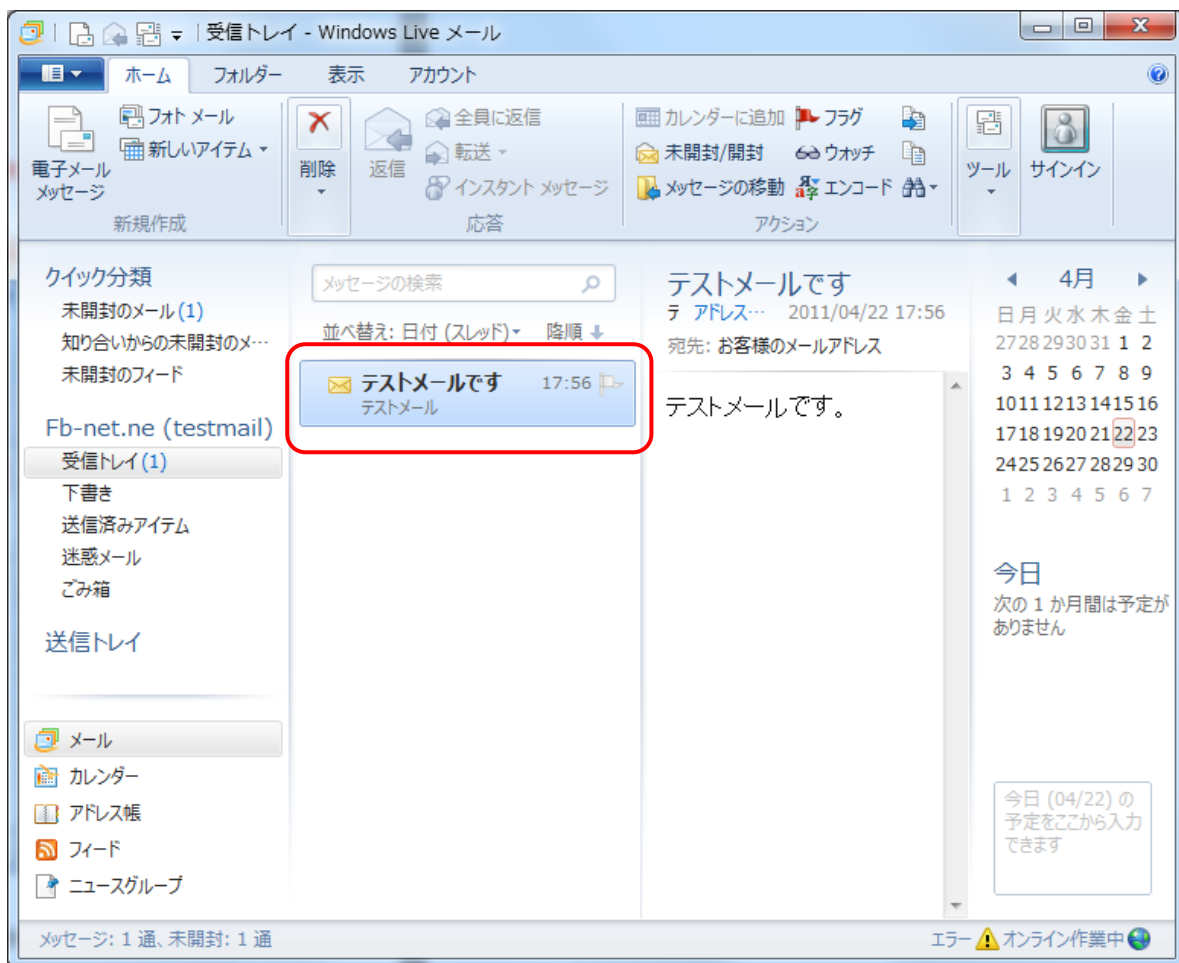 受信トレイ - Windows Live メール
ホーム フォルダー 表示 アカウント
電子メール
メッセージ
フォト メール
新しいアイテム
新規作成
削除
返信
全員に返信
転送
インスタント メッセージ
応答
カレンダーに追加 フラグ
未開封/開封 ウォッチ
メッセージの移動 エンコード
アクション
ツール
サインイン
クイック分類
未開封のメール (1)
知り合いからの未開封のメ…
未開封のフィード
Fb-net.ne (testmail)
受信トレイ (1)
下書き
送信済みアイテム
迷惑メール
ごみ箱
送信トレイ
メール
カレンダー
アドレス帳
フィード
ニュースグループ
メッセージの検索
並べ替え: 日付 (スレッド) 降順
テストメールです 17:56
テストメール
テストメールです
テ アドレス… 2011/04/22 17:56
宛先: お客様のメールアドレス
テストメールです。
4月
日 月 火 水 木 金 土
27 28 29 30 31 1 2
3 4 5 6 7 8 9
10 11 12 13 14 15 16
17 18 19 20 21 22 23
24 25 26 27 28 29 30
1 2 3 4 5 6 7
今日
次の 1 か月間は予定が
ありません
今日 (04/22) の
予定をここから入力
できます
メッセージ: 1 通、未開封: 1 通
エラー オンライン作業中